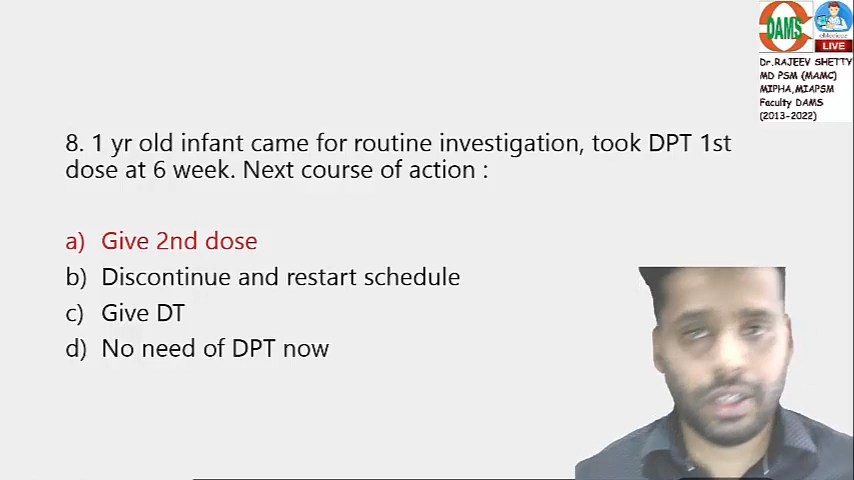 DAMS
eMedicoz
LIVE
Dr.RAJEEV SHETTY
MD PSM (MAMC)
MIPHA,MIAPSM
Faculty DAMS
(2013-2022)
8. 1 yr old infant came for routine investigation, took DPT 1st
dose at 6 week. Next course of action :
a) Give 2nd dose
b) Discontinue and restart schedule
c) Give DT
d) No need of DPT now